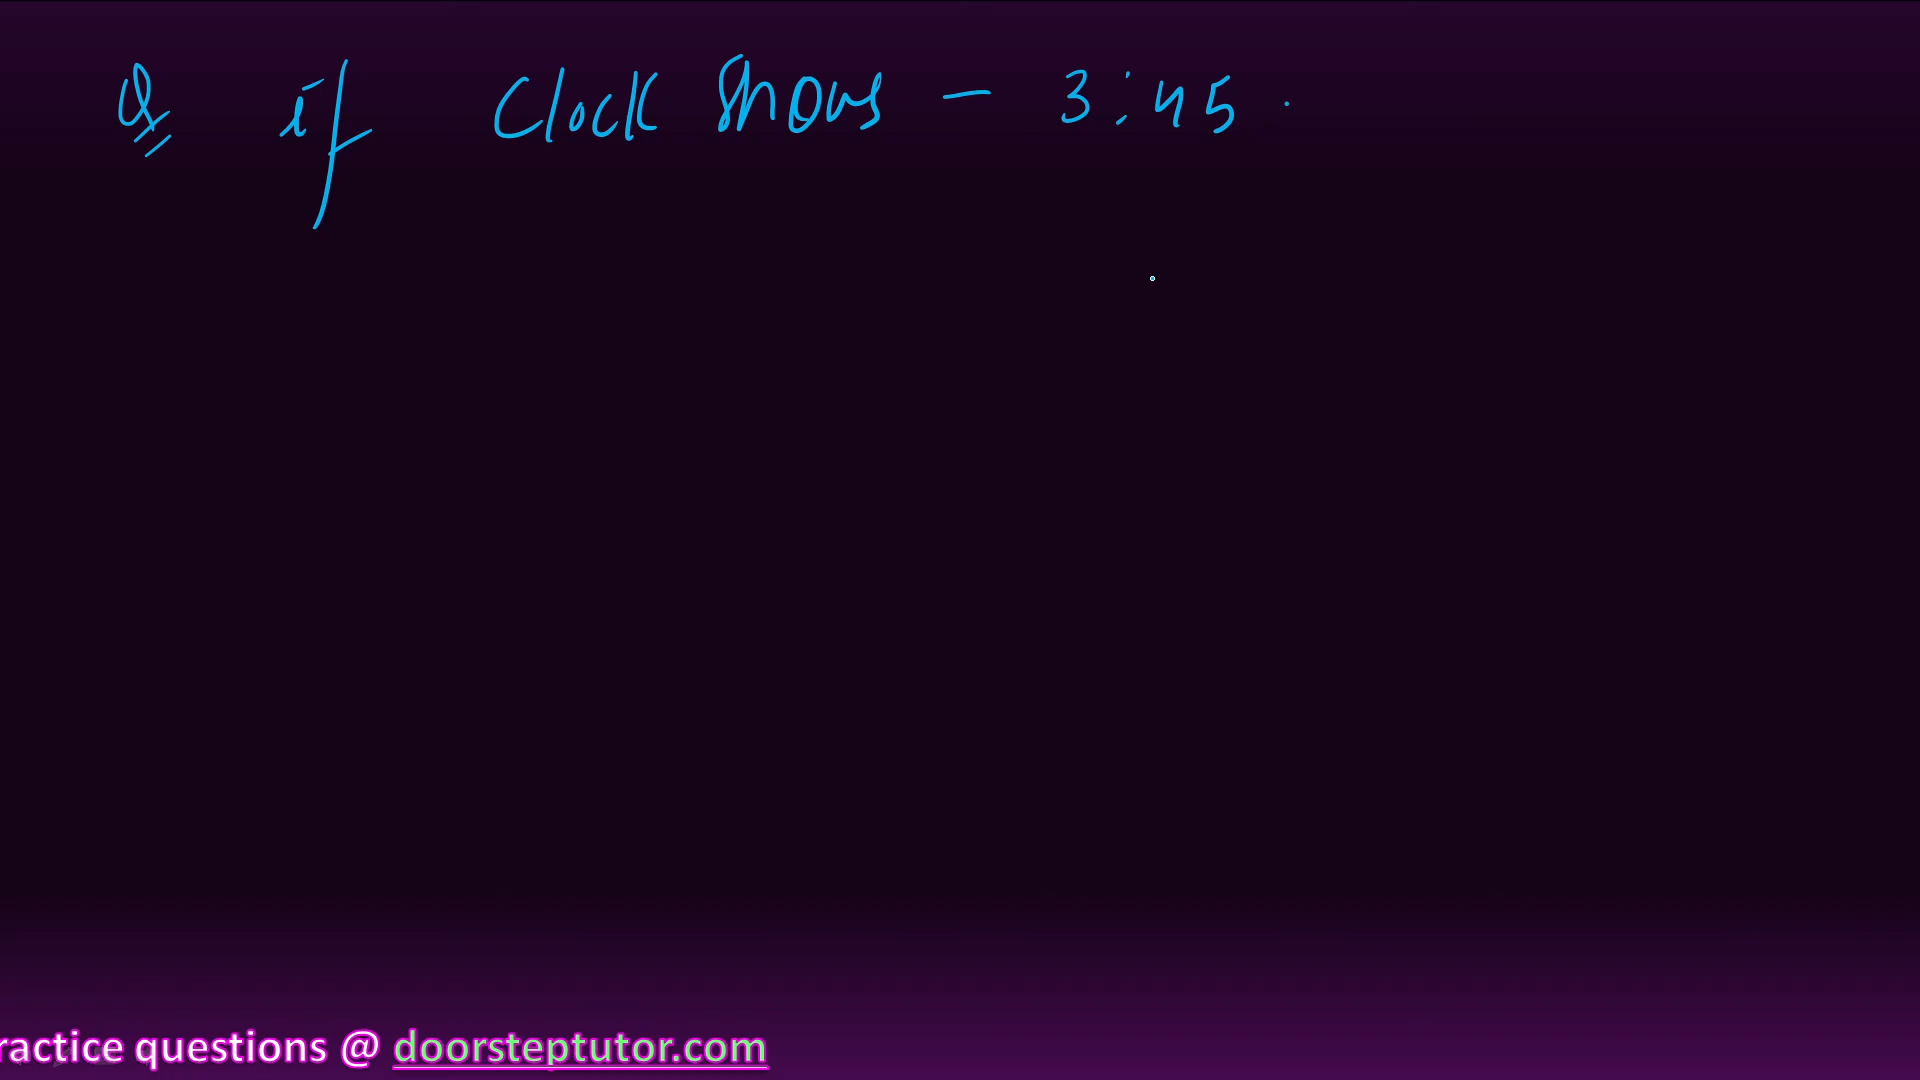 Q if Clock Shows - 3:45.
ractice questions @ doorsteptutor.com